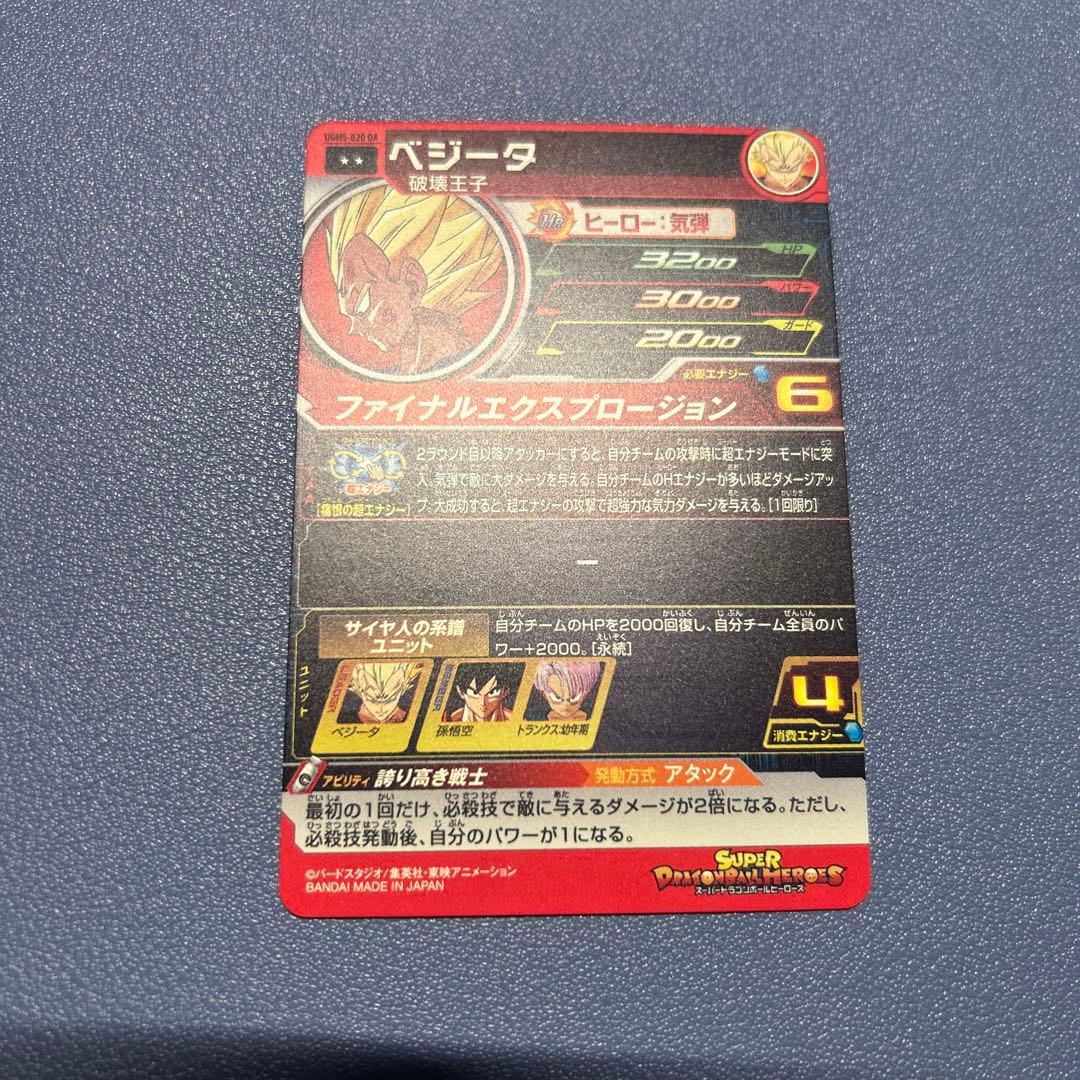 UGM5-020 DA
★★
ベジータ
破壊王子
HR ヒーロー：気弾
HP
3200
パワー
3000
ガード
2000
必要エナジー
6
ファイナルエクスプロージョン
超エナジー
[痛恨の超エナジー]
2ラウンド目以降アタッカーにすると、自分チームの攻撃時に超エナジーモードに突
入。気弾で敵に大ダメージを与える。自分チームのHエナジーが多いほどダメージアッ
プ。大成功すると、超エナジーの攻撃で超強力な気力ダメージを与える。[1回限り]
ー
ユニット
サイヤ人の系譜
ユニット
自分チームのHPを2000回復し、自分チーム全員のパ
ワー+2000。[永続]
LEADER
ベジータ
MEMBER
孫悟空
トランクス:幼年期
4
消費エナジー
アビリティ 誇り高き戦士
発動方式 アタック
最初の1回だけ、必殺技で敵に与えるダメージが2倍になる。ただし、
必殺技発動後、自分のパワーが1になる。
©バードスタジオ/集英社・東映アニメーション
BANDAI MADE IN JAPAN
SUPER
DRAGONBALL HEROES
スーパードラゴンボールヒーローズ